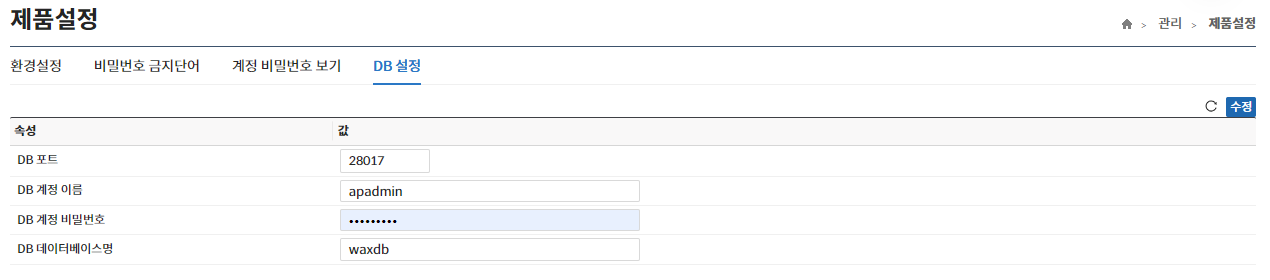 제품설정
> 관리 > 제품설정
환경설정 비밀번호 금지단어 계정 비밀번호 보기 DB 설정
수정
속성 값
DB 포트 28017
DB 계정 이름 apadmin
DB 계정 비밀번호 •••••••••
DB 데이터베이스명 waxdb